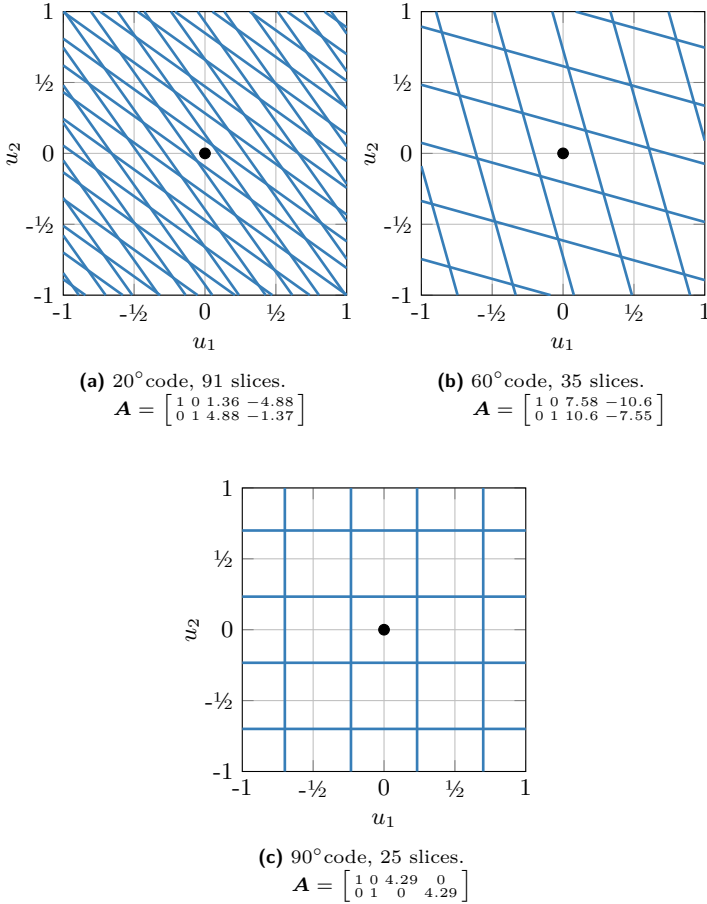 1 1
½ ½
u₂ 0 u₂ 0
-½ -½
-1 -1
-1 -½ 0 ½ 1 -1 -½ 0 ½ 1
u₁ u₁
(a) 20°code, 91 slices. (b) 60°code, 35 slices.
A = [ 1 0 1.36 −4.88 A = [ 1 0 7.58 −10.6
0 1 4.88 −1.37 ] 0 1 10.6 −7.55 ]
1
½
u₂ 0
-½
-1
-1 -½ 0 ½ 1
u₁
(c) 90°code, 25 slices.
A = [ 1 0 4.29 0
0 1 0 4.29 ]